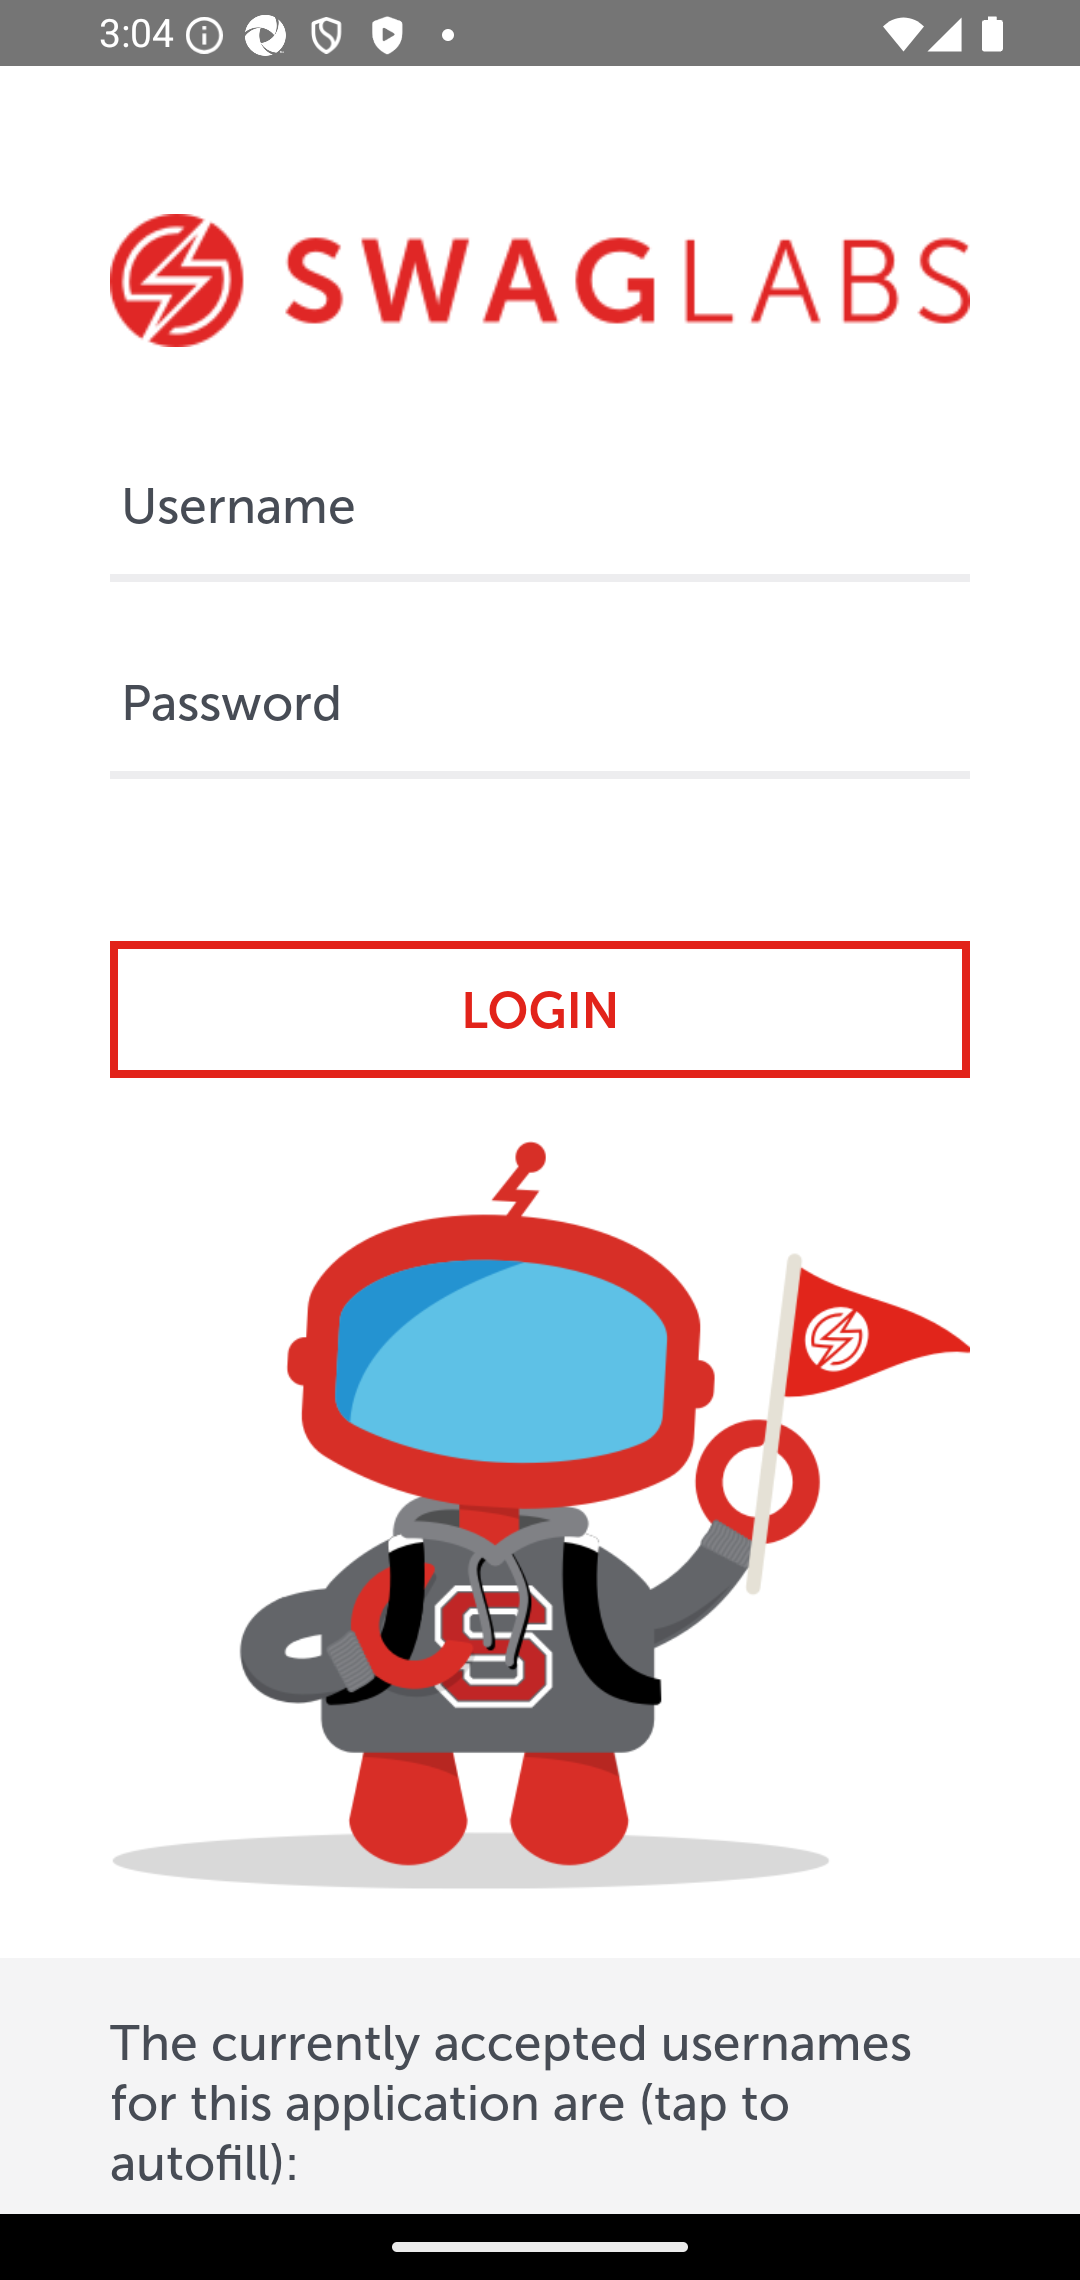 3:04
SWAGLABS
Username
Password
LOGIN
S
The currently accepted usernames
for this application are (tap to
autofill):